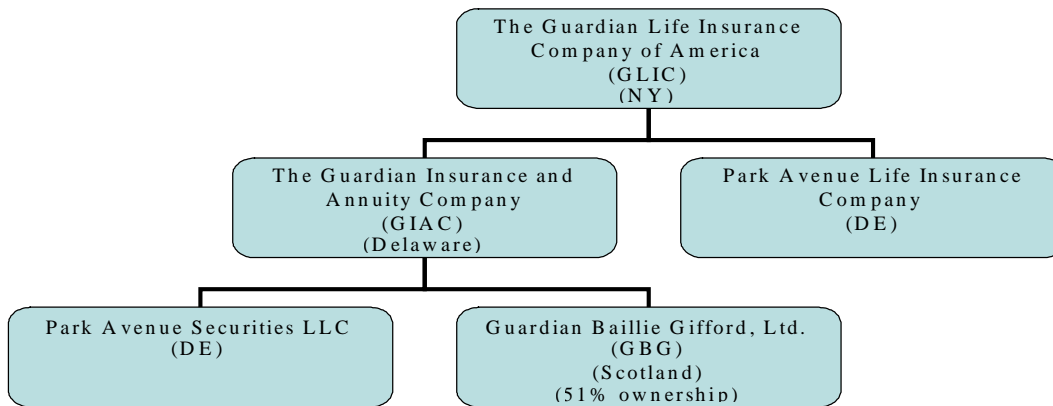 The Guardian Life Insurance
Company of America
(GLIC)
(NY)
The Guardian Insurance and
Annuity Company
(GIAC)
(Delaware)
Park Avenue Life Insurance
Company
(DE)
Park Avenue Securities LLC
(DE)
Guardian Baillie Gifford, Ltd.
(GBG)
(Scotland)
(51% ownership)